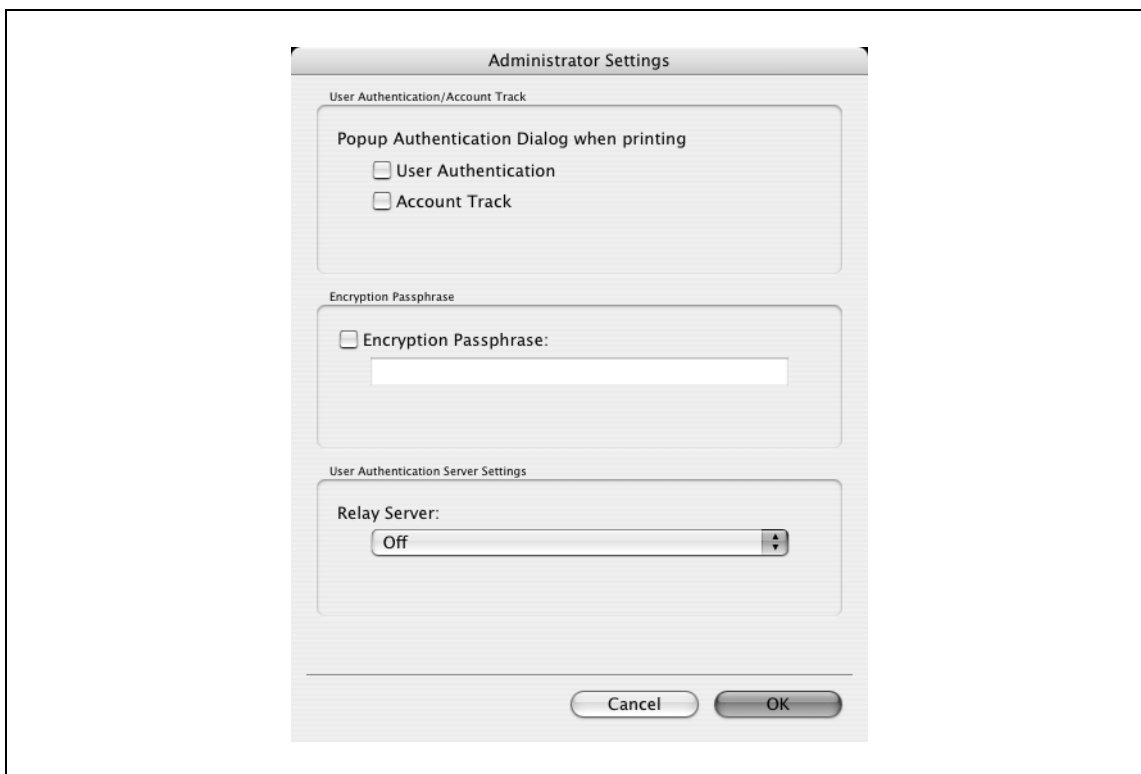 Administrator Settings
User Authentication/Account Track
Popup Authentication Dialog when printing
User Authentication
Account Track
Encryption Passphrase
Encryption Passphrase:
User Authentication Server Settings
Relay Server:
Off
Cancel
OK